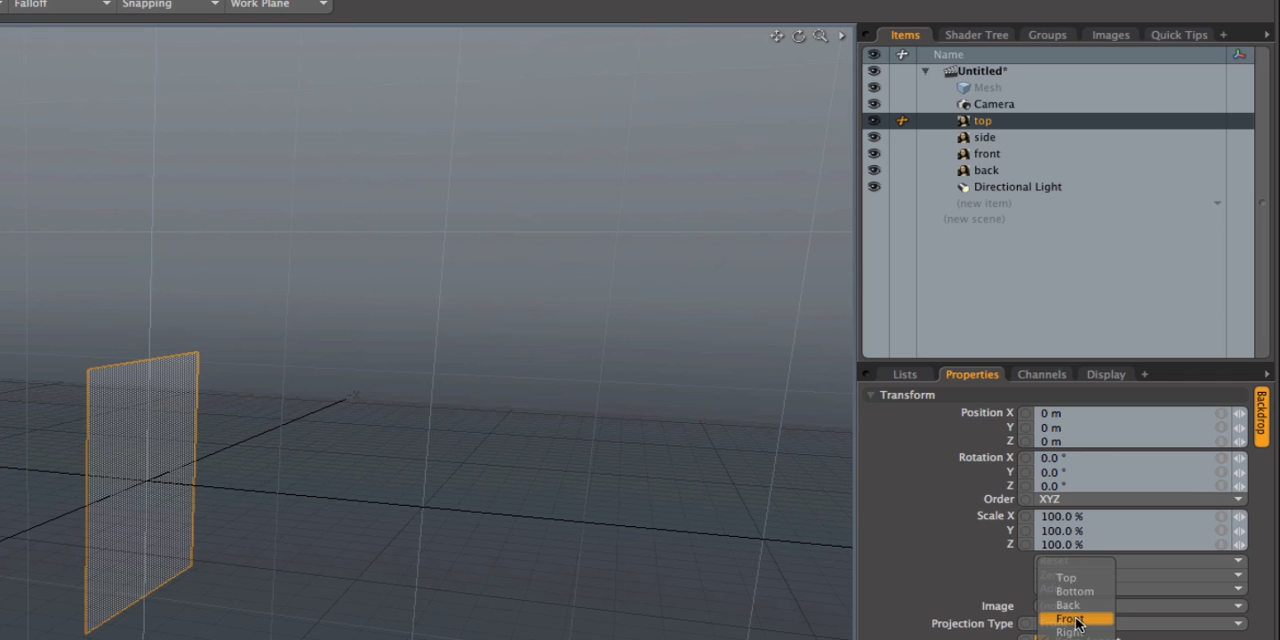 Falloff Snapping Work Plane
Items Shader Tree Groups Images Quick Tips +
Name
Untitled*
Mesh
Camera
top
side
front
back
Directional Light
(new item)
(new scene)
Lists Properties Channels Display +
Transform
Backdrop
Position X 0 m
Y 0 m
Z 0 m
Rotation X 0.0 °
Y 0.0 °
Z 0.0 °
Order XYZ
Scale X 100.0 %
Y 100.0 %
Z 100.0 %
Reset
Top
Bottom
Image Back
Front
Projection Type
Right
-X